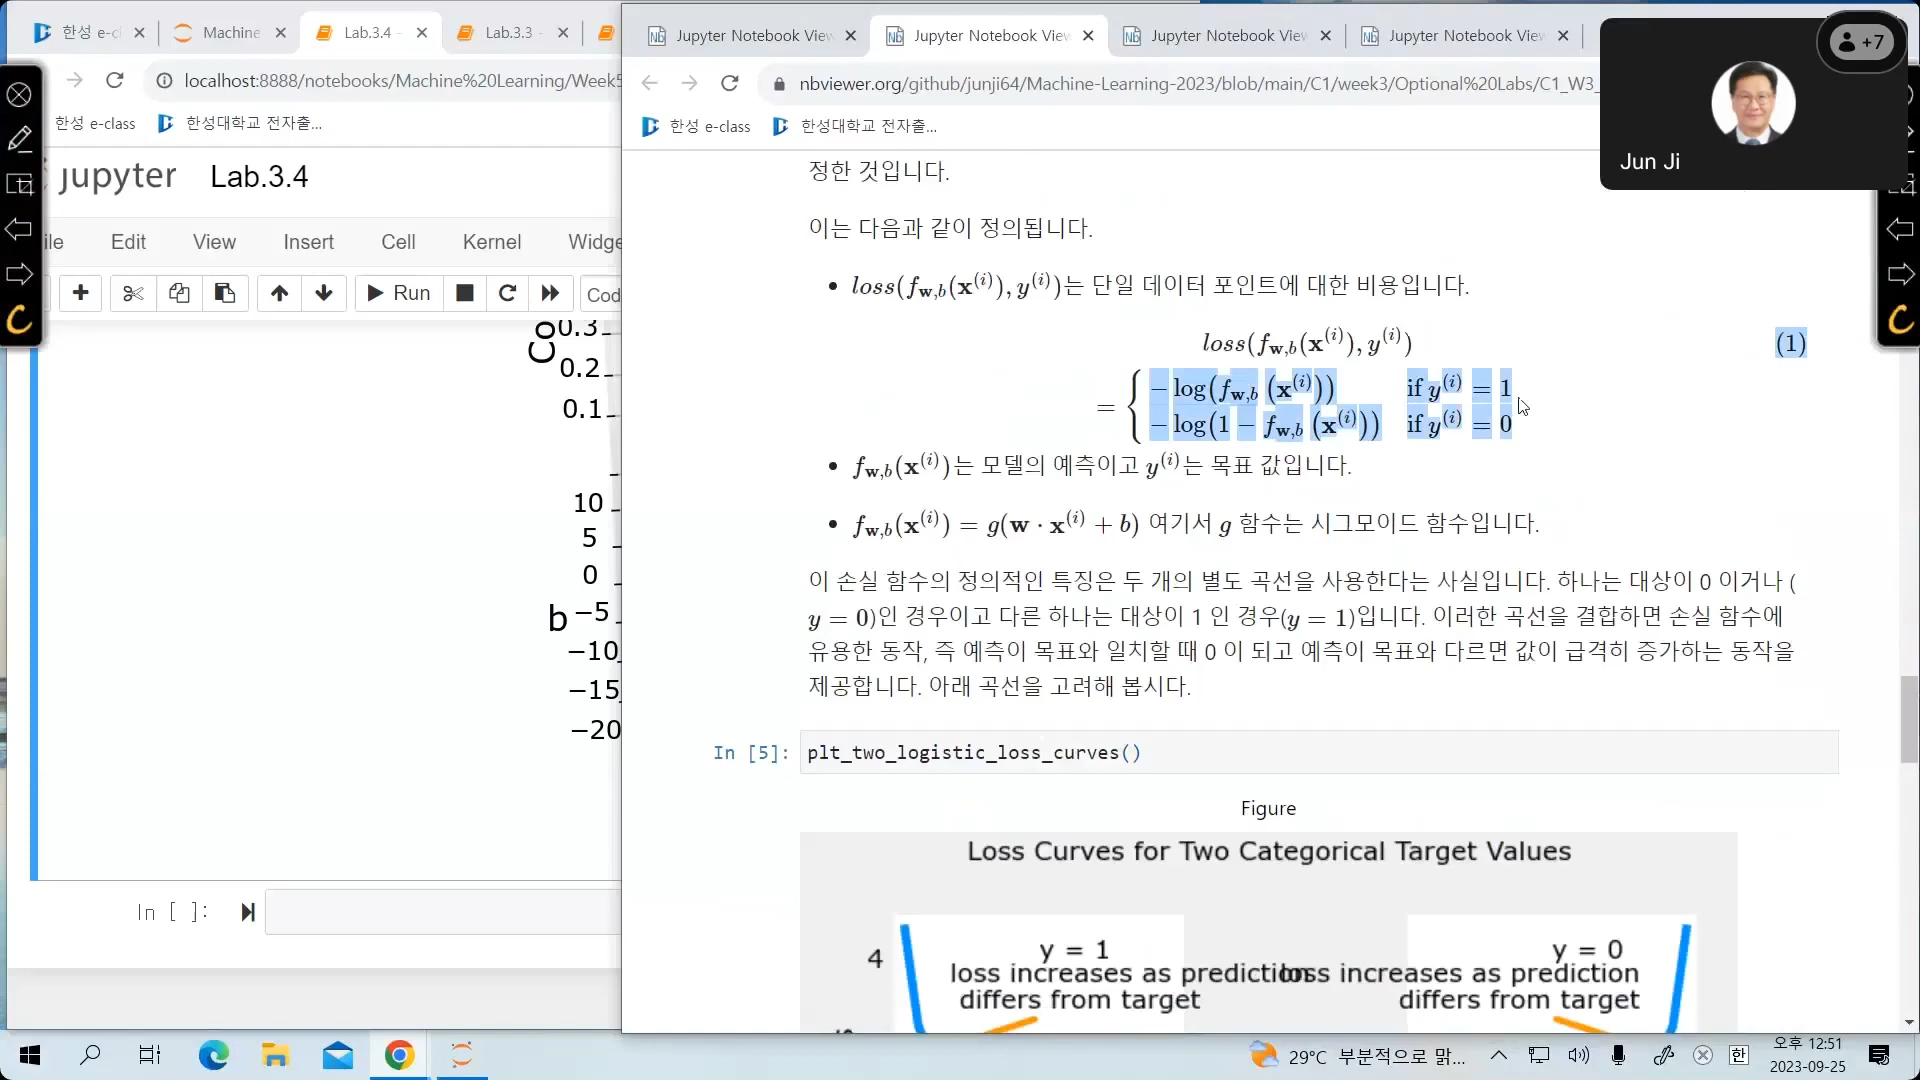 한성 e-cl
Machine
Lab.3.4 -
Lab.3.3 -
localhost:8888/notebooks/Machine%20Learning/Week5
한성 e-class
한성대학교 전자출...
jupyter Lab.3.4
ile Edit View Insert Cell Kernel Widge
Run
Cod
Co
0.3
0.2
0.1
10
5
0
b
−5
−10
−15
−20
In [ ]:
Jupyter Notebook View
Jupyter Notebook View
Jupyter Notebook View
Jupyter Notebook View
nbviewer.org/github/junji64/Machine-Learning-2023/blob/main/C1/week3/Optional%20Labs/C1_W3_
한성 e-class
한성대학교 전자출...
+7
Jun Ji
정한 것입니다.
이는 다음과 같이 정의됩니다.
• loss(f_{w,b}(x^{(i)}), y^{(i)})는 단일 데이터 포인트에 대한 비용입니다.
loss(f_{w,b}(x^{(i)}), y^{(i)}) (1)
= { − log(f_{w,b}(x^{(i)})) if y^{(i)} = 1
− log(1 − f_{w,b}(x^{(i)})) if y^{(i)} = 0
• f_{w,b}(x^{(i)})는 모델의 예측이고 y^{(i)}는 목표 값입니다.
• f_{w,b}(x^{(i)}) = g(w · x^{(i)} + b) 여기서 g 함수는 시그모이드 함수입니다.
이 손실 함수의 정의적인 특징은 두 개의 별도 곡선을 사용한다는 사실입니다. 하나는 대상이 0 이거나 (
y = 0)인 경우이고 다른 하나는 대상이 1 인 경우(y = 1)입니다. 이러한 곡선을 결합하면 손실 함수에
유용한 동작, 즉 예측이 목표와 일치할 때 0 이 되고 예측이 목표와 다르면 값이 급격히 증가하는 동작을
제공합니다. 아래 곡선을 고려해 봅시다.
In [5]: plt_two_logistic_loss_curves()
Figure
Loss Curves for Two Categorical Target Values
4
y = 1
loss increases as prediction
differs from target
y = 0
loss increases as prediction
differs from target
29°C 부분적으로 맑...
한
오후 12:51
2023-09-25